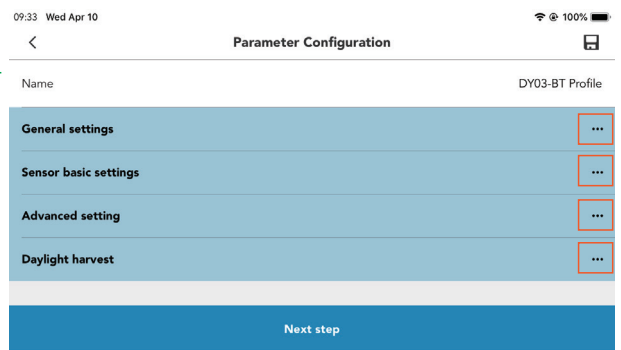 09:33 Wed Apr 10 100%
Parameter Configuration
Name DY03-BT Profile
General settings ...
Sensor basic settings ...
Advanced setting ...
Daylight harvest ...
Next step